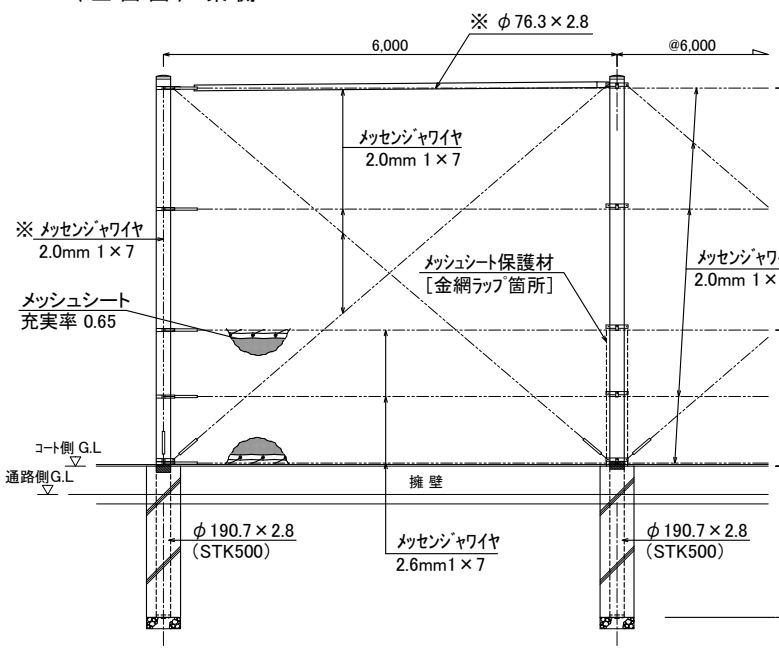 ※ φ76.3×2.8
6,000
@6,000
メッセンジャワイヤ
2.0mm 1×7
※ メッセンジャワイヤ
2.0mm 1×7
メッシュシート保護材
[金網ラップ箇所]
メッセンジャワ
2.0mm 1×
メッシュシート
充実率 0.65
コート側 G.L
通路側G.L
擁 壁
φ190.7×2.8
(STK500)
メッセンジャワイヤ
2.6mm1×7
φ190.7×2.8
(STK500)